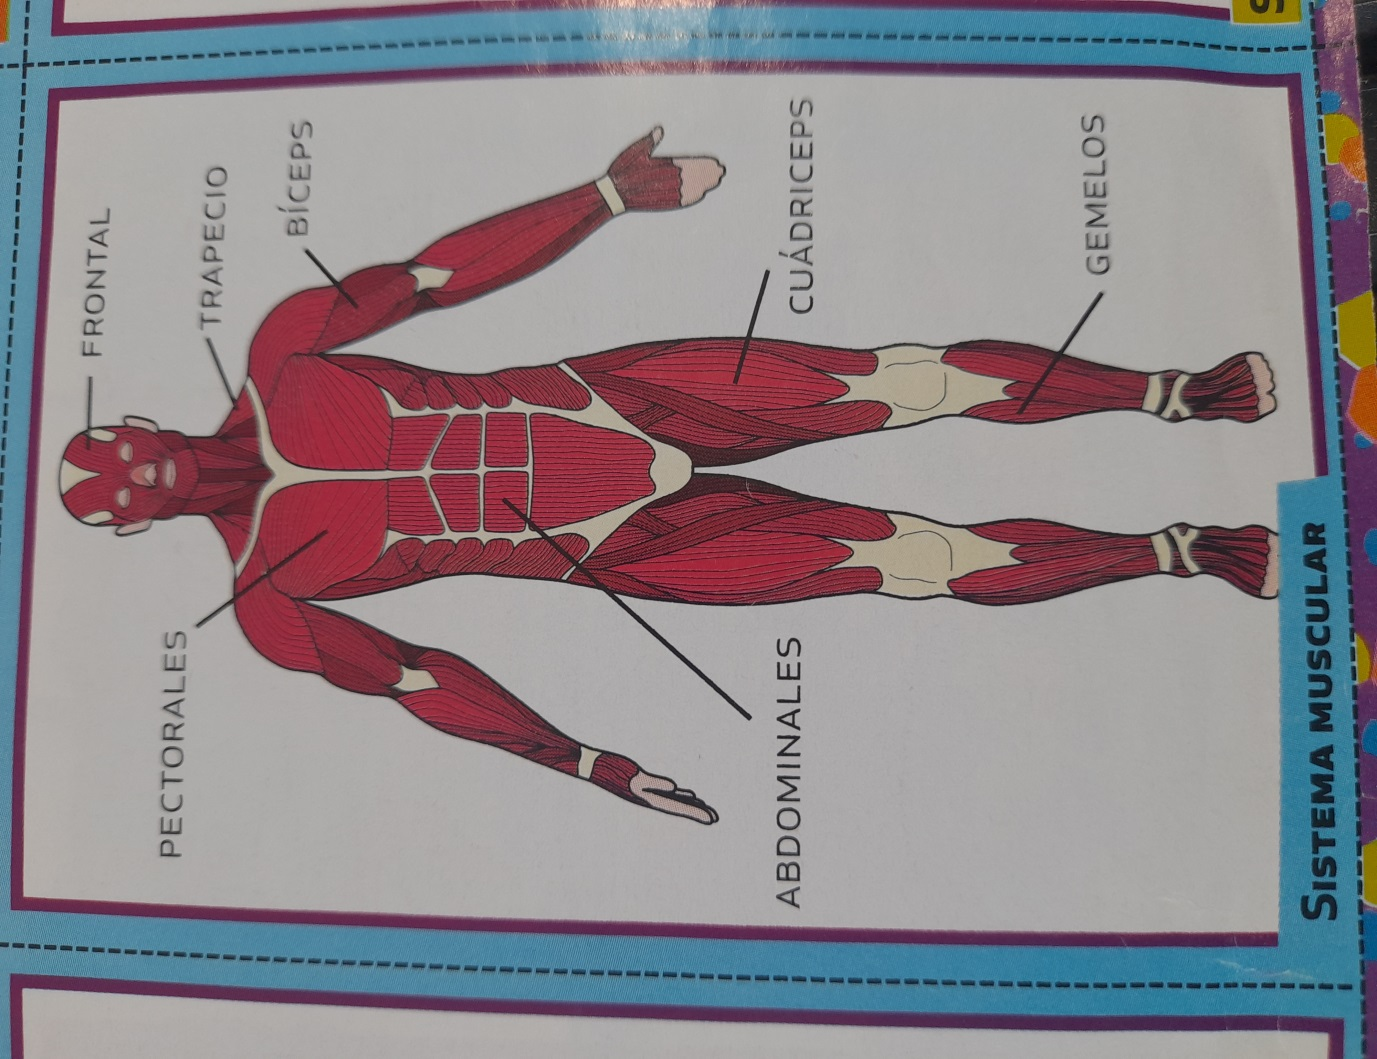 FRONTAL
TRAPECIO
BÍCEPS
PECTORALES
CUÁDRICEPS
ABDOMINALES
GEMELOS
SISTEMA MUSCULAR